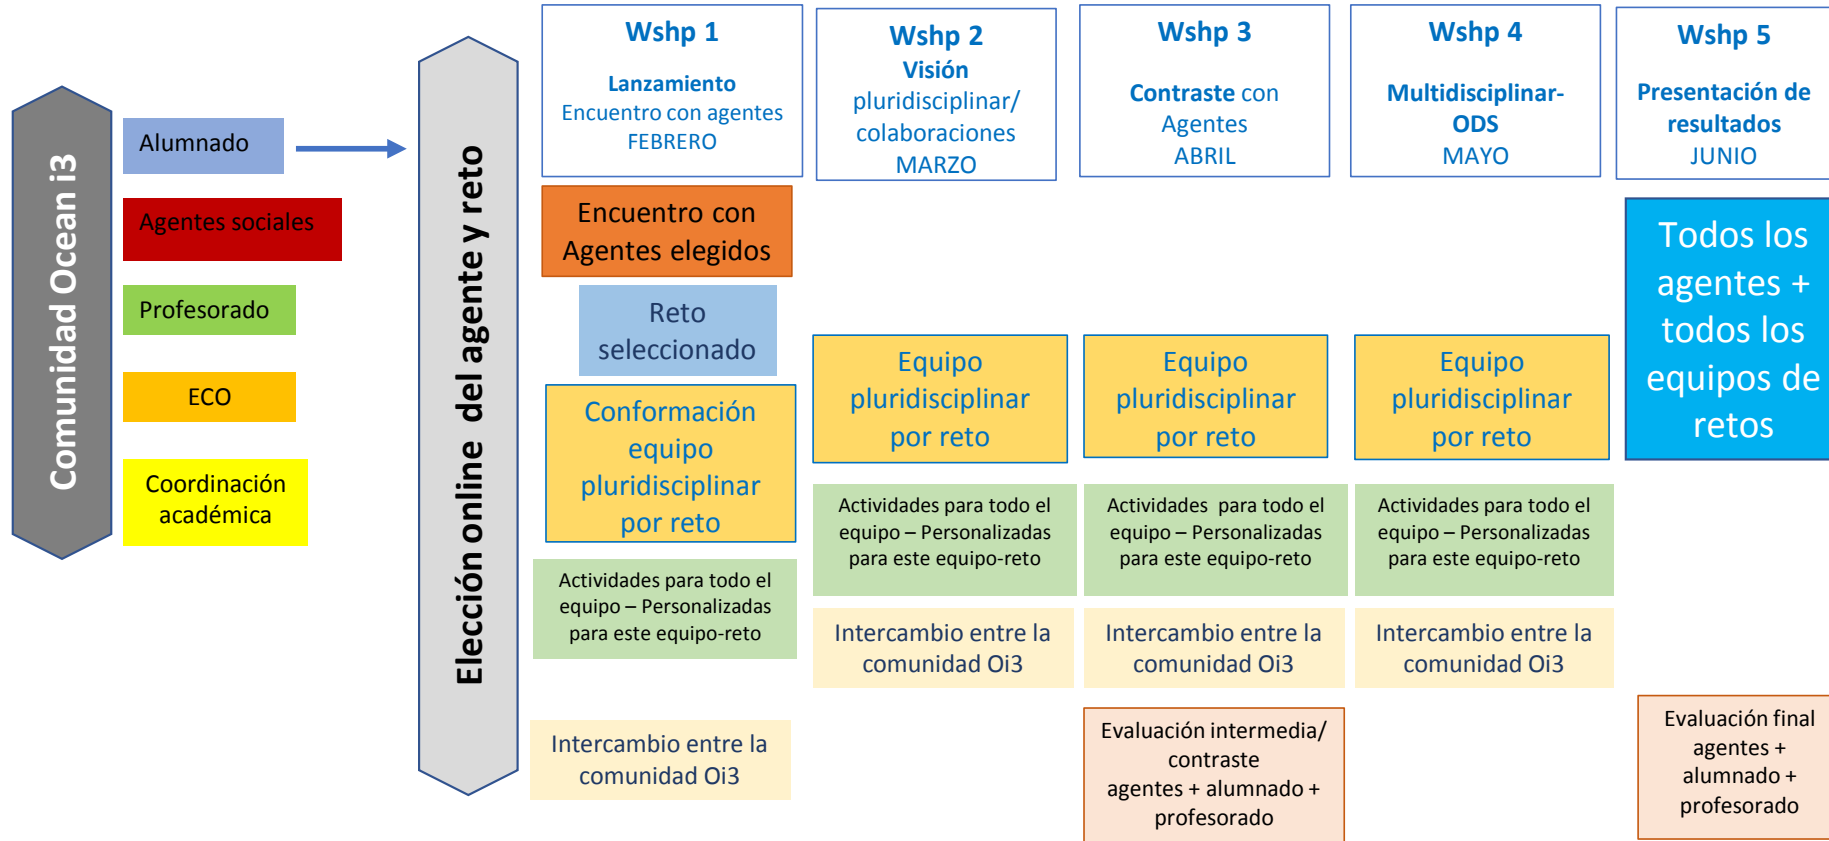 Comunidad Ocean i3
Alumnado
Agentes sociales
Profesorado
ECO
Coordinación
académica
Elección online del agente y reto
Wshp 1
Lanzamiento
Encuentro con agentes
FEBRERO
Encuentro con
Agentes elegidos
Reto
seleccionado
Conformación
equipo
pluridisciplinar
por reto
Actividades para todo el
equipo – Personalizadas
para este equipo-reto
Intercambio entre la
comunidad Oi3
Wshp 2
Visión
pluridisciplinar/
colaboraciones
MARZO
Equipo
pluridisciplinar
por reto
Actividades para todo el
equipo – Personalizadas
para este equipo-reto
Intercambio entre la
comunidad Oi3
Wshp 3
Contraste con
Agentes
ABRIL
Equipo
pluridisciplinar
por reto
Actividades para todo el
equipo – Personalizadas
para este equipo-reto
Intercambio entre la
comunidad Oi3
Evaluación intermedia/
contraste
agentes + alumnado +
profesorado
Wshp 4
Multidisciplinar-
ODS
MAYO
Equipo
pluridisciplinar
por reto
Actividades para todo el
equipo – Personalizadas
para este equipo-reto
Intercambio entre la
comunidad Oi3
Wshp 5
Presentación de
resultados
JUNIO
Todos los
agentes +
todos los
equipos de
retos
Evaluación final
agentes +
alumnado +
profesorado